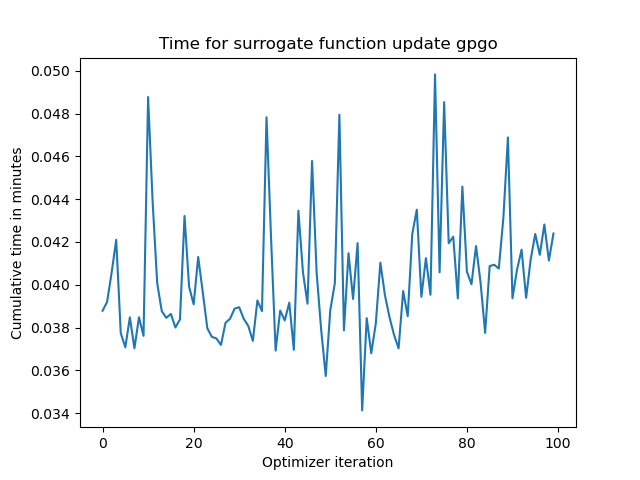 Time for surrogate function update gpgo
0.050
0.048
0.046
0.044
0.042
0.040
0.038
0.036
0.034
Cumulative time in minutes
0 20 40 60 80 100
Optimizer iteration